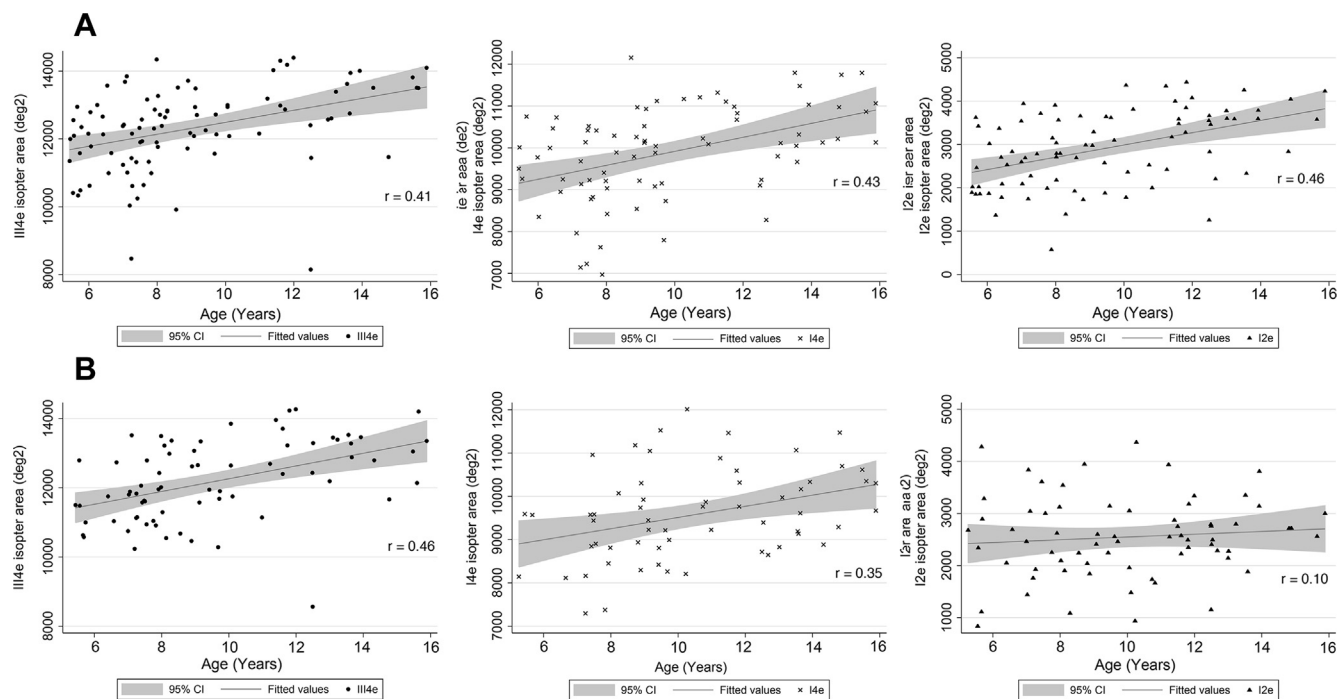 A
III4e isopter area (deg2)
14000
12000
10000
8000
6 8 10 12 14 16
r = 0.41
Age (Years)
95% CI Fitted values III4e
I4e isopter area (deg2)
12000
11000
10000
9000
8000
7000
6 8 10 12 14 16
r = 0.43
Age (Years)
95% CI Fitted values I4e
I2e isopter area (deg2)
5000
4000
3000
2000
1000
0
6 8 10 12 14 16
r = 0.46
Age (Years)
95% CI Fitted values I2e
B
III4e isopter area (deg2)
14000
12000
10000
8000
6 8 10 12 14 16
r = 0.46
Age (Years)
95% CI Fitted values III4e
I4e isopter area (deg2)
12000
11000
10000
9000
8000
7000
6 8 10 12 14 16
r = 0.35
Age (Years)
95% CI Fitted values I4e
I2e isopter area (deg2)
5000
4000
3000
2000
1000
0
6 8 10 12 14 16
r = 0.10
Age (Years)
95% CI Fitted values I2e